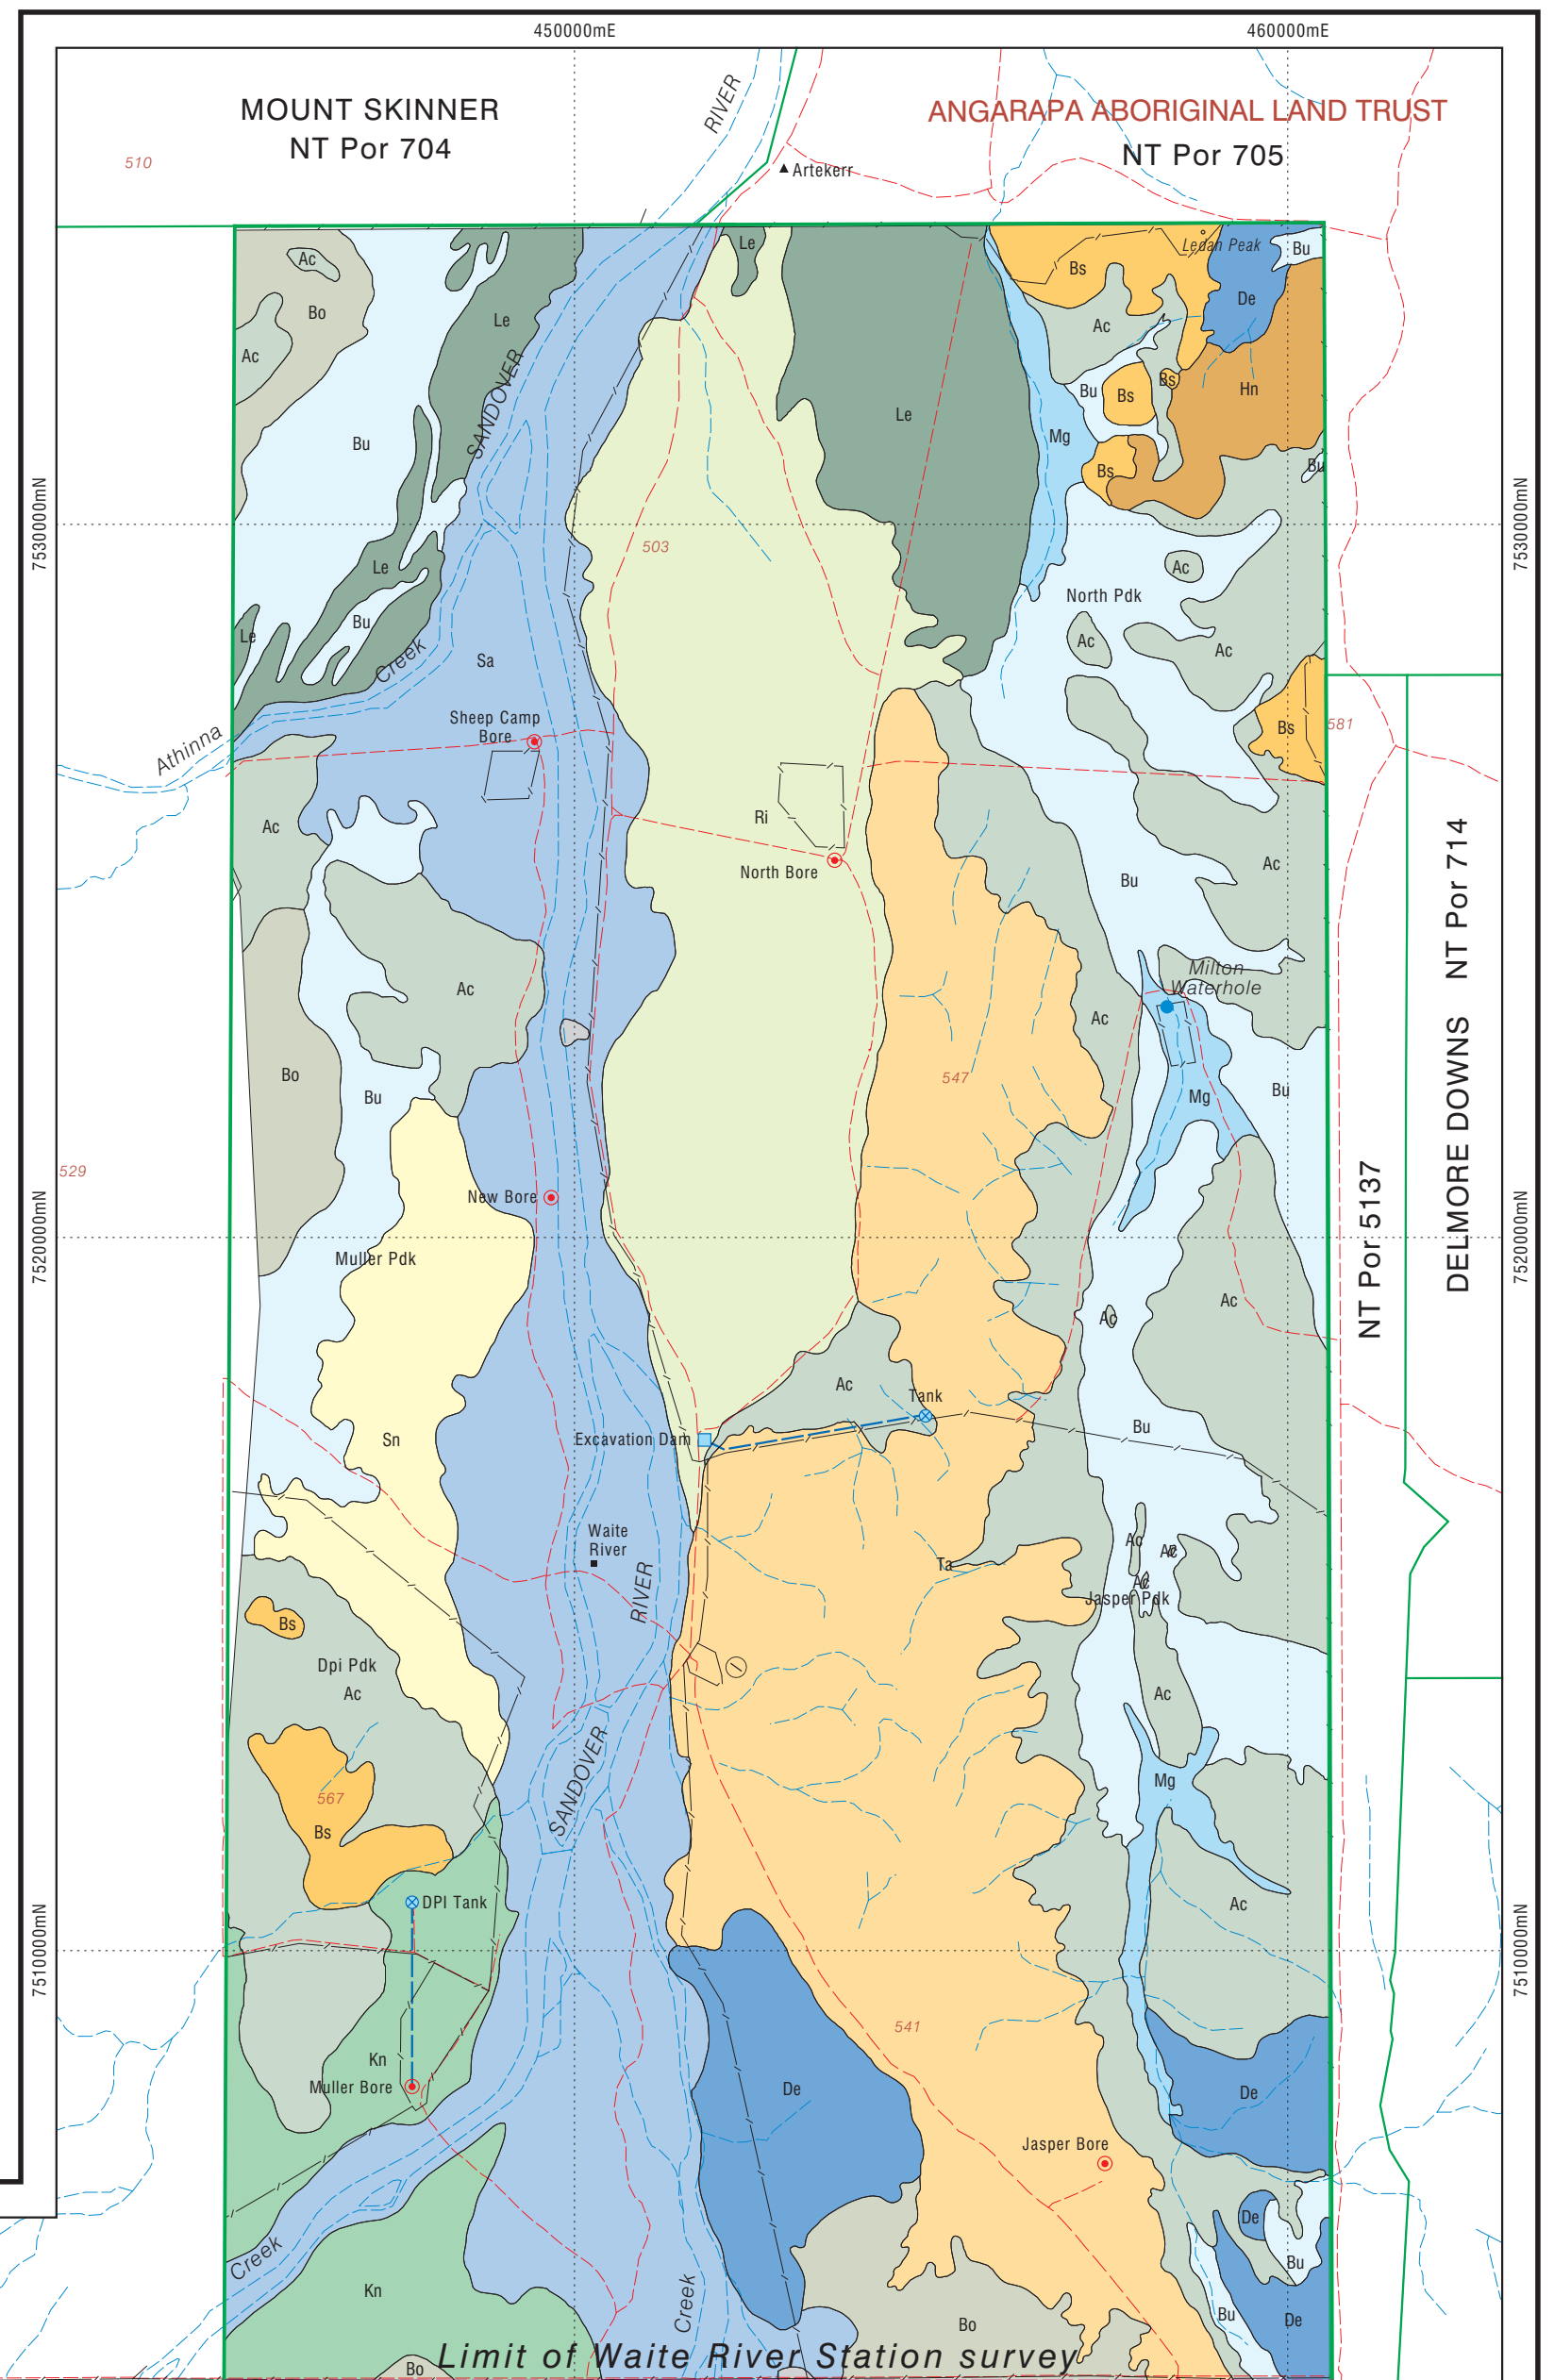 450000mE
460000mE
MOUNT SKINNER
NT Por 704
RIVER
ANGARAPA ABORIGINAL LAND TRUST
NT Por 705
510
Artekerr
Ac
Bo
Ac
Le
Le
Bs
Ledan Peak
Bu
De
Ac
Bu
SANDOVER
Le
Mg
Bu
Bs
Bs
Hn
Bs
Bu
7530000mN
7530000mN
503
Le
Ac
North Pdk
Le
Bu
Creek
Sa
Ac
Ac
Athinna
Sheep Camp
Bore
Bs
581
Ac
Ri
North Bore
Bu
Ac
Ac
Milton
Waterhole
Ac
DELMORE DOWNS NT Por 714
Bo
Bu
547
Mg
Bu
529
New Bore
NT Por 5137
7520000mN
7520000mN
Muller Pdk
Ac
Ac
Ac
Tank
Sn
Excavation Dam
Bu
Waite
River
RIVER
Ta
Ac
Ac
Ac
Jasper Pdk
Bs
Dpi Pdk
Ac
Ac
SANDOVER
Mg
567
Bs
DPI Tank
Ac
7510000mN
7510000mN
541
Kn
Muller Bore
De
De
Jasper Bore
De
Creek
Bu
Kn
Creek
Bu
De
Bo
Limit of Waite River Station survey
Bo